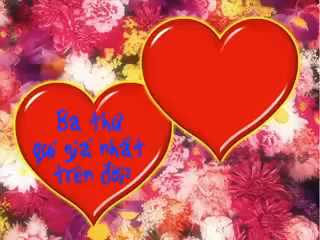 Ba thứ
quí giá nhất
trên đời: